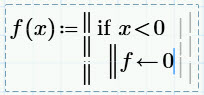 f(x) := ‖ if x < 0
‖ f ← 0